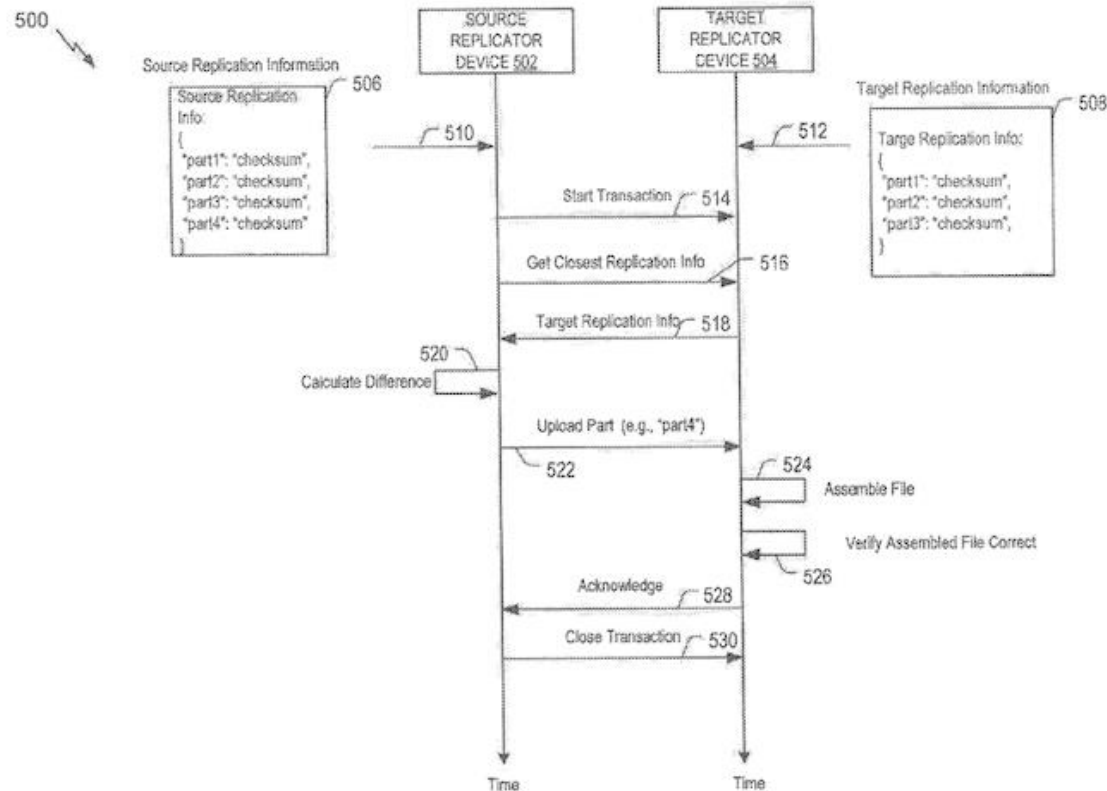 500
SOURCE
REPLICATOR
DEVICE 502
TARGET
REPLICATOR
DEVICE 504
Source Replication Information
506
Source Replication
Info:
{
"part1": "checksum",
"part2": "checksum",
"part3": "checksum",
"part4": "checksum"
}
Target Replication Information
508
Targe Replication Info:
{
"part1": "checksum",
"part2": "checksum",
"part3": "checksum",
}
510
512
Start Transaction
514
Get Closest Replication Info
516
Target Replication Info
518
520
Calculate Difference
Upload Part (e.g., "part4")
522
524
Assemble File
Verify Assembled File Correct
526
Acknowledge
528
Close Transaction
530
Time
Time